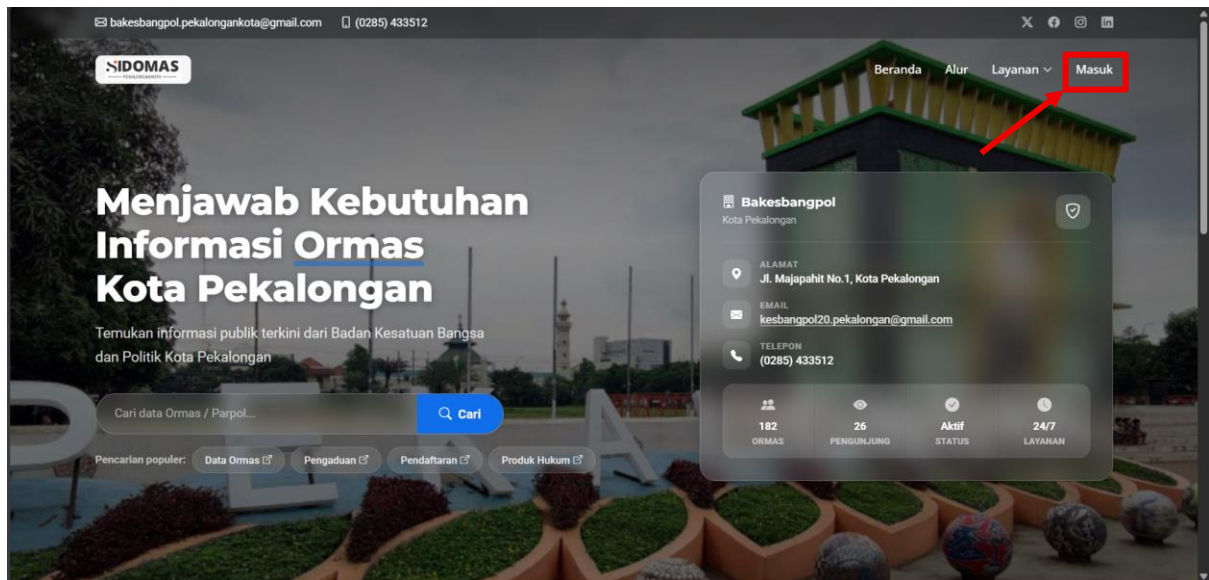 bakesbangpol.pekalongankota@gmail.com (0285) 433512
SIDOMAS
PEKALONGAN KOTA
Beranda Alur Layanan Masuk
Menjawab Kebutuhan
Informasi Ormas
Kota Pekalongan
Temukan informasi publik terkini dari Badan Kesatuan Bangsa
dan Politik Kota Pekalongan
Cari data Ormas / Parpol... Cari
Pencarian populer: Data Ormas Pengaduan Pendaftaran Produk Hukum
Bakesbangpol
Kota Pekalongan
ALAMAT
Jl. Majapahit No.1, Kota Pekalongan
EMAIL
kesbangpol20.pekalongan@gmail.com
TELEPON
(0285) 433512
182 26 Aktif 24/7
ORMAS PENGUNJUNG STATUS LAYANAN